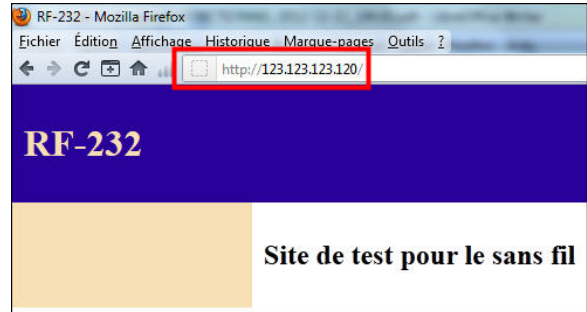 RF-232 - Mozilla Firefox
Fichier Édition Affichage Historique Marque-pages Outils ?
http://123.123.123.120/
RF-232
Site de test pour le sans fil